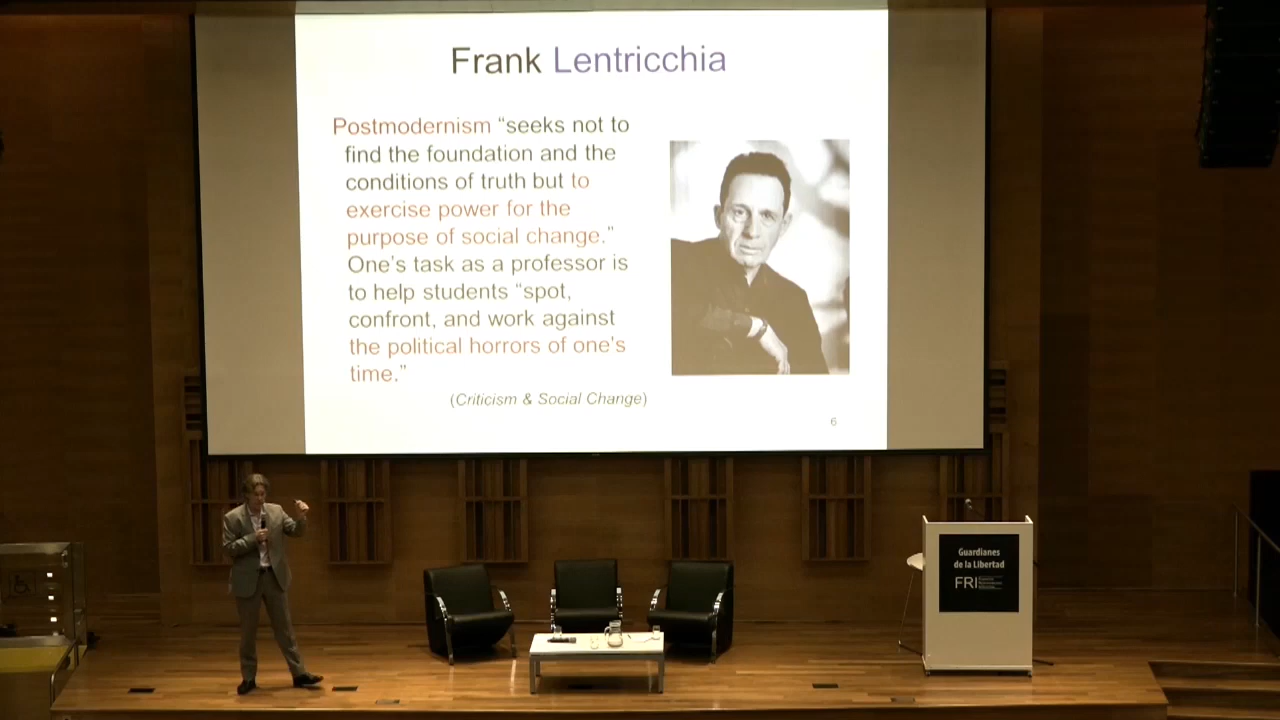 Frank Lentricchia
Postmodernism “seeks not to
find the foundation and the
conditions of truth but to
exercise power for the
purpose of social change.”
One’s task as a professor is
to help students “spot,
confront, and work against
the political horrors of one’s
time.”
(Criticism & Social Change)
6
Guardianes
de la Libertad
FRI